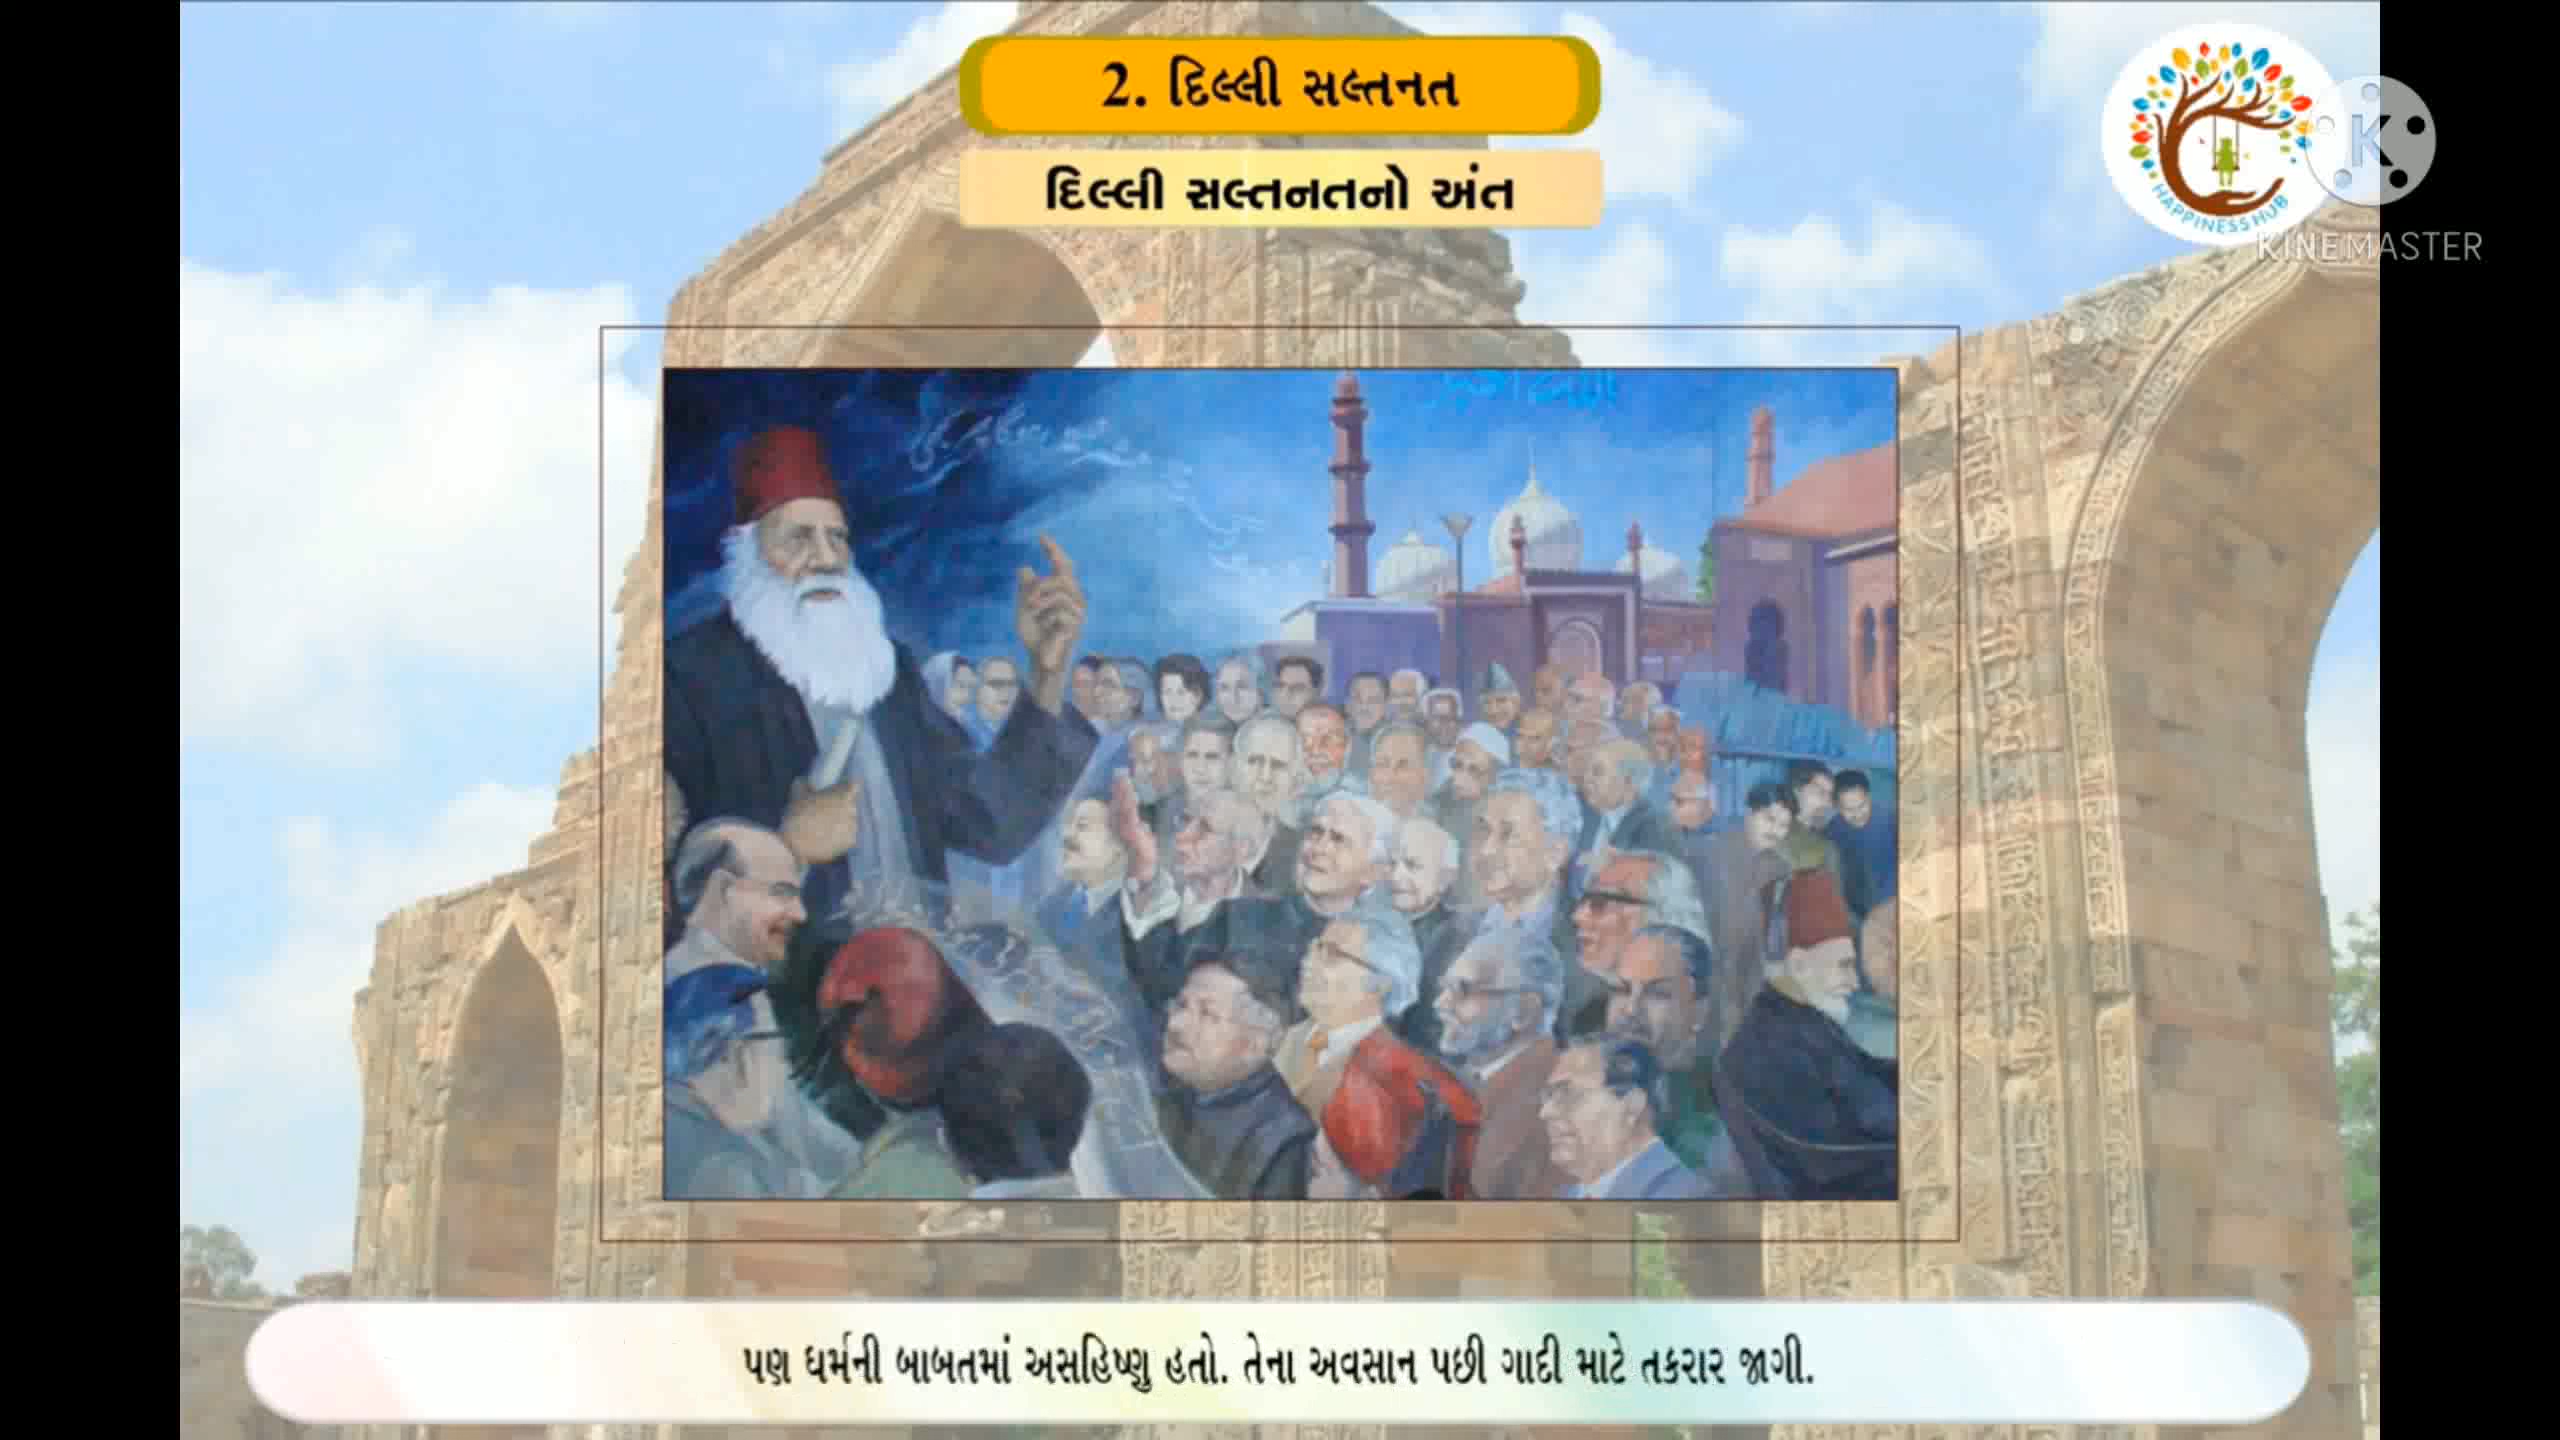 2. દિલ્લી સલ્તનત
દિલ્લી સલ્તનતનો અંત
HAPPINESS HUB
K
KINEMASTER
પણ ધર્મની બાબતમાં અસહિષ્ણુ હતો. તેના અવસાન પછી ગાદી માટે તકરાર જાગી.